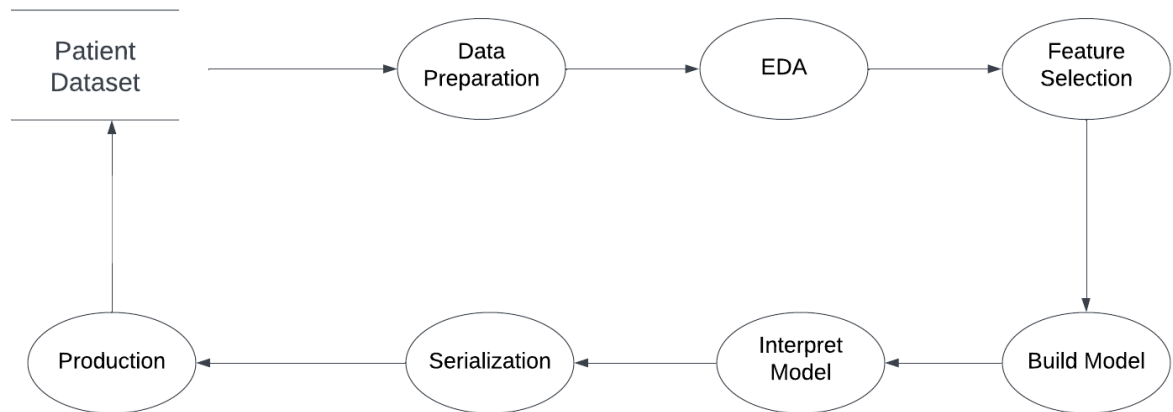 Patient
Dataset
Data
Preparation
EDA
Feature
Selection
Production
Serialization
Interpret
Model
Build Model